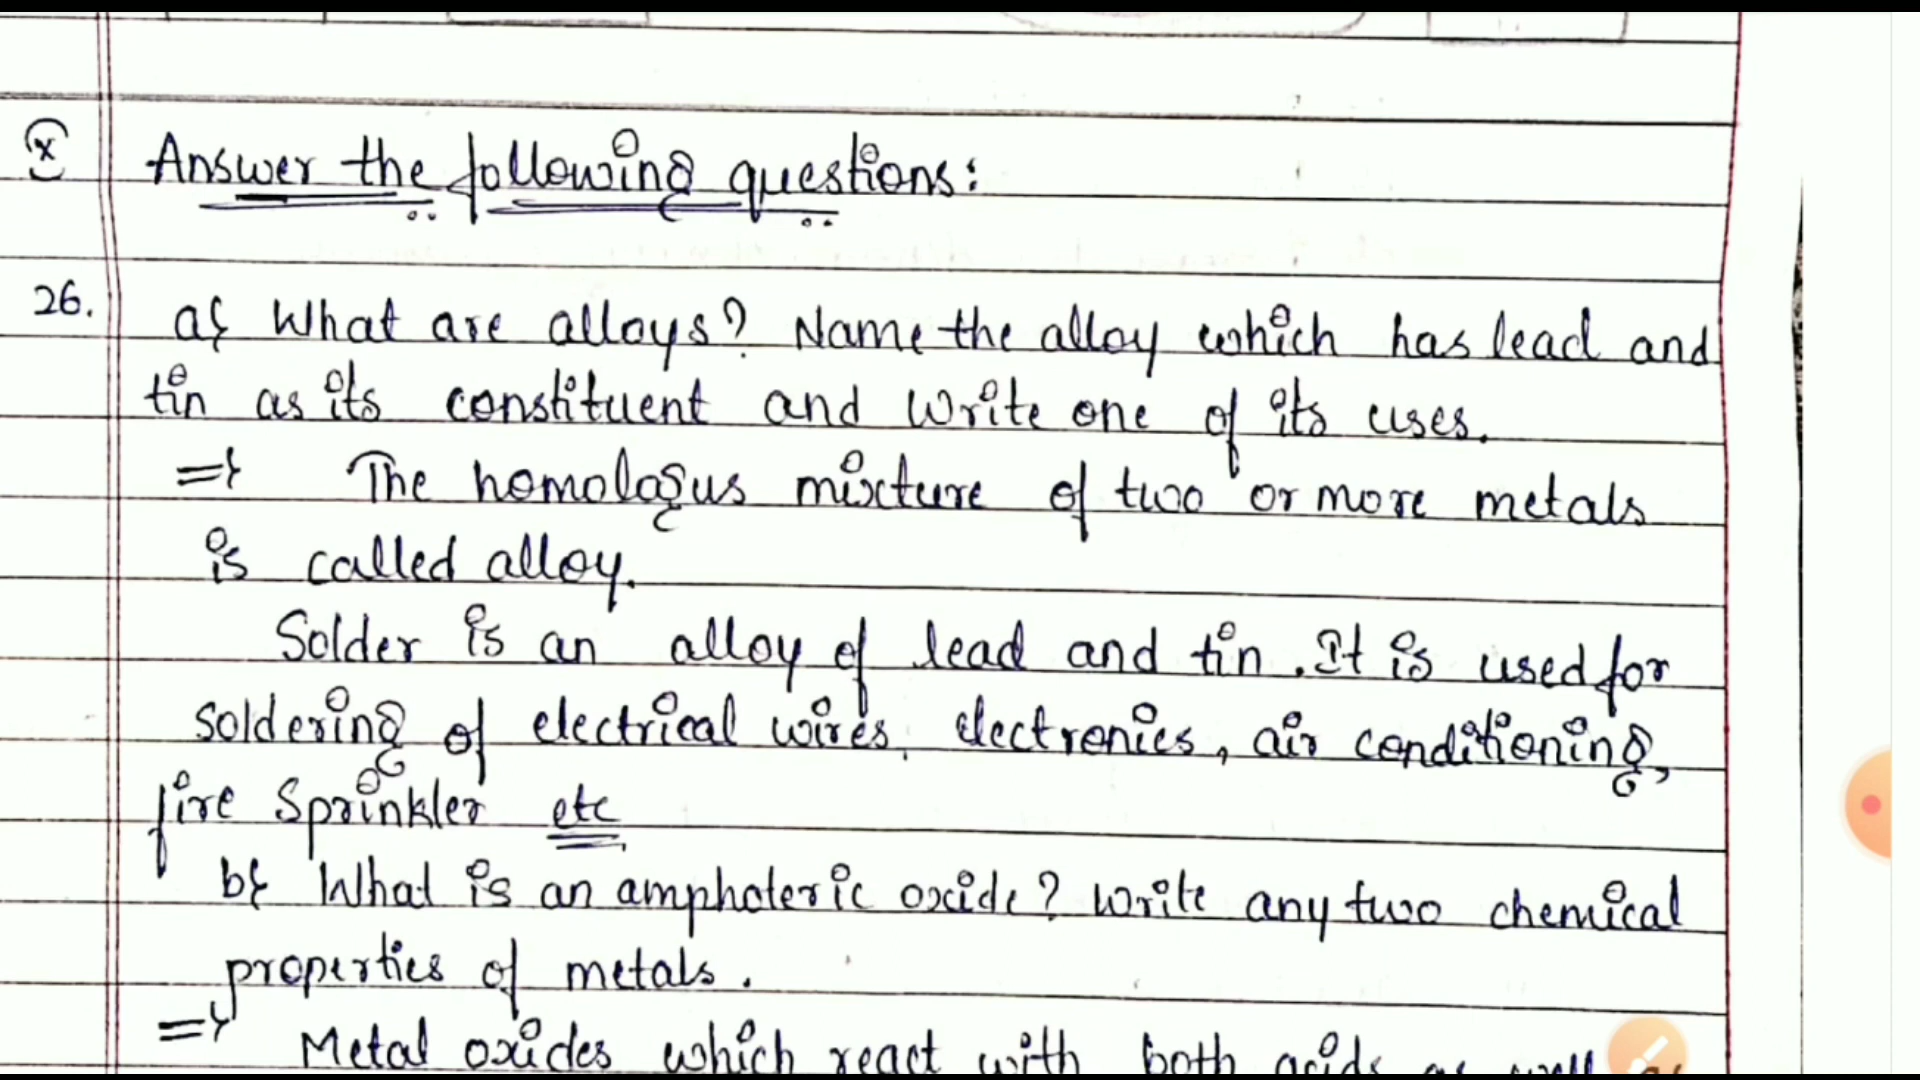 x Answer the following questions:
26. a} What are alloys? Name the alloy which has lead and
tin as its constituent and write one of its uses.
=> The homologus mixture of two or more metals
is called alloy.
Solder is an alloy of lead and tin. It is used for
soldering of electrical wires, electronics, air conditioning,
fire Sprinkler etc
b} What is an amphoteric oxide? Write any two chemical
properties of metals.
=> Metal oxides which react with both acids as well as